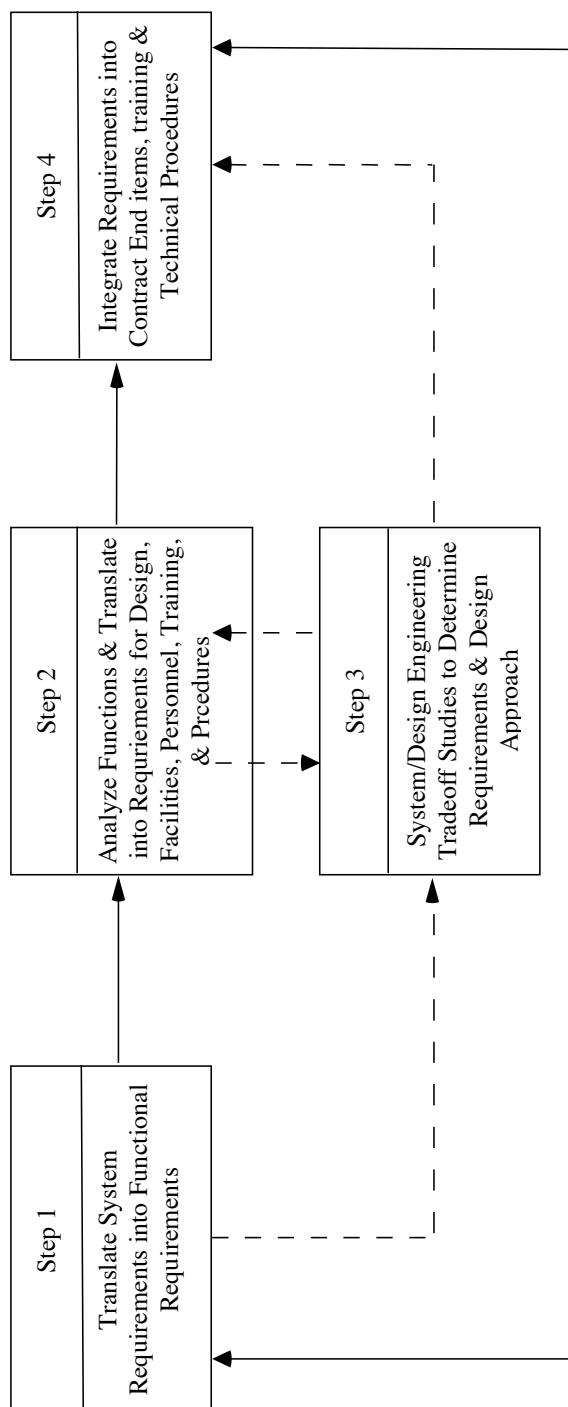 Step 1
Translate System
Requirements into Functional
Requirements
Step 2
Analyze Functions & Translate
into Requriements for Design,
Facilities, Personnel, Training,
& Prcedures
Step 3
System/Design Engineering
Tradeoff Studies to Determine
Requirements & Design
Approach
Step 4
Integrate Requirements into
Contract End items, training &
Technical Procedures